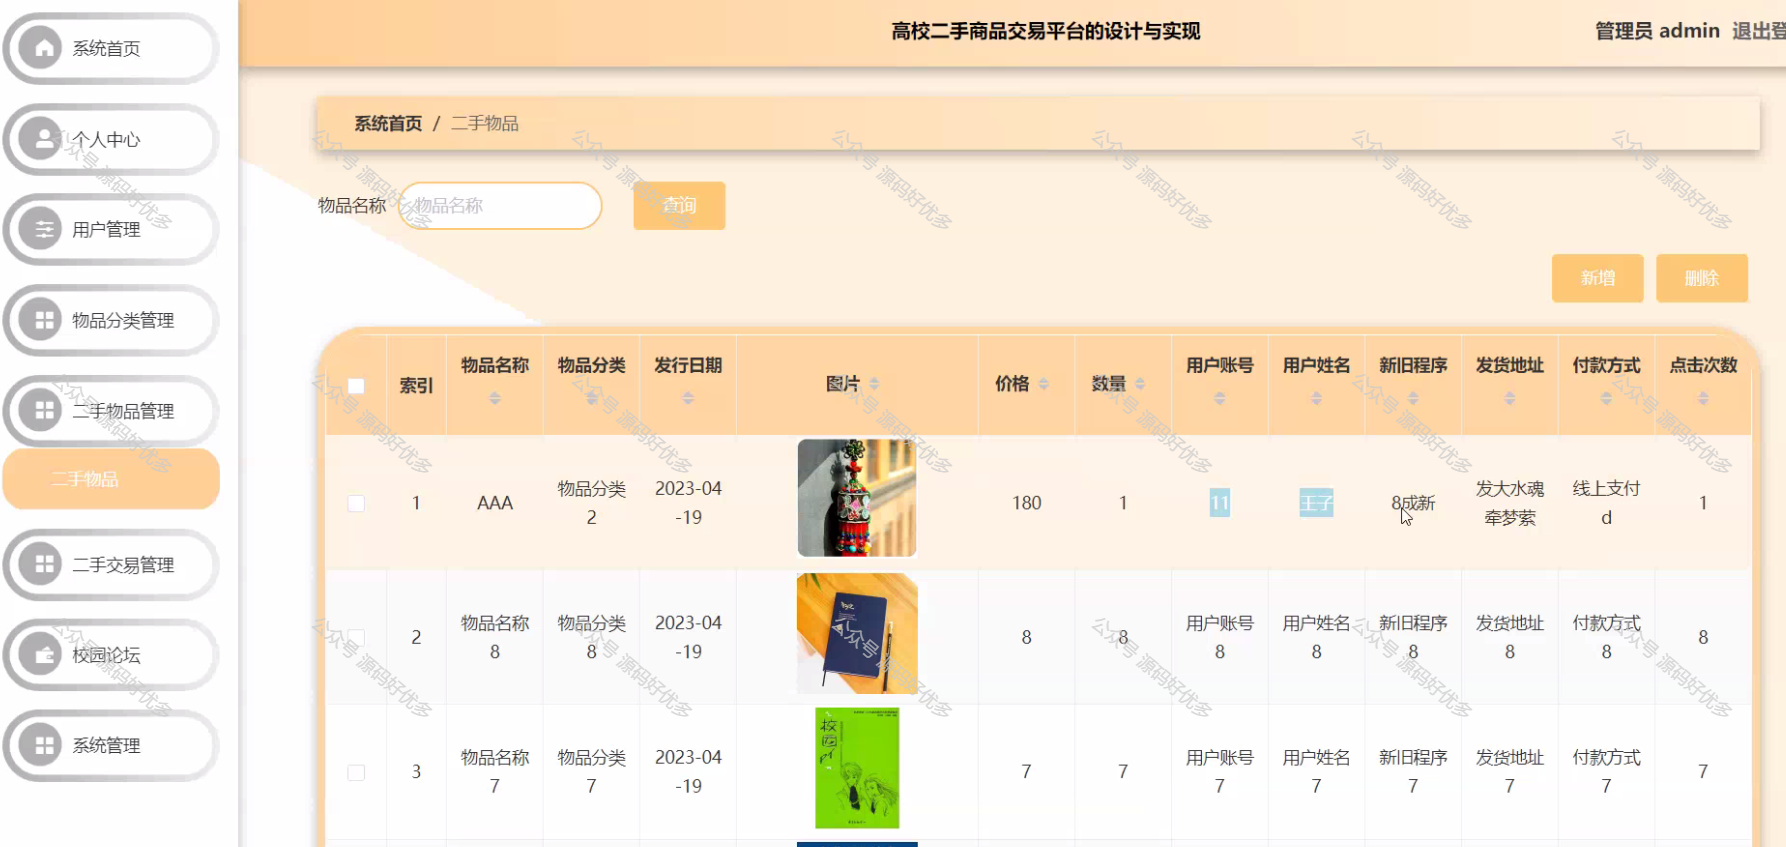 高校二手商品交易平台的设计与实现
管理员 admin 退出登
系统首页
个人中心
用户管理
物品分类管理
二手物品管理
二手物品
二手交易管理
校园论坛
系统管理
系统首页 / 二手物品
物品名称 物品名称 查询
新增 删除
索引 物品名称 物品分类 发行日期 图片 价格 数量 用户账号 用户姓名 新旧程序 发货地址 付款方式 点击次数
1 AAA 物品分类2 2023-04-19 180 1 11 王子 8成新 发大水魂牵梦萦 线上支付d 1
2 物品名称8 物品分类8 2023-04-19 8 8 用户账号8 用户姓名8 新旧程序8 发货地址8 付款方式8 8
3 物品名称7 物品分类7 2023-04-19 7 7 用户账号7 用户姓名7 新旧程序7 发货地址7 付款方式7 7
校园
公众号 源码好优多